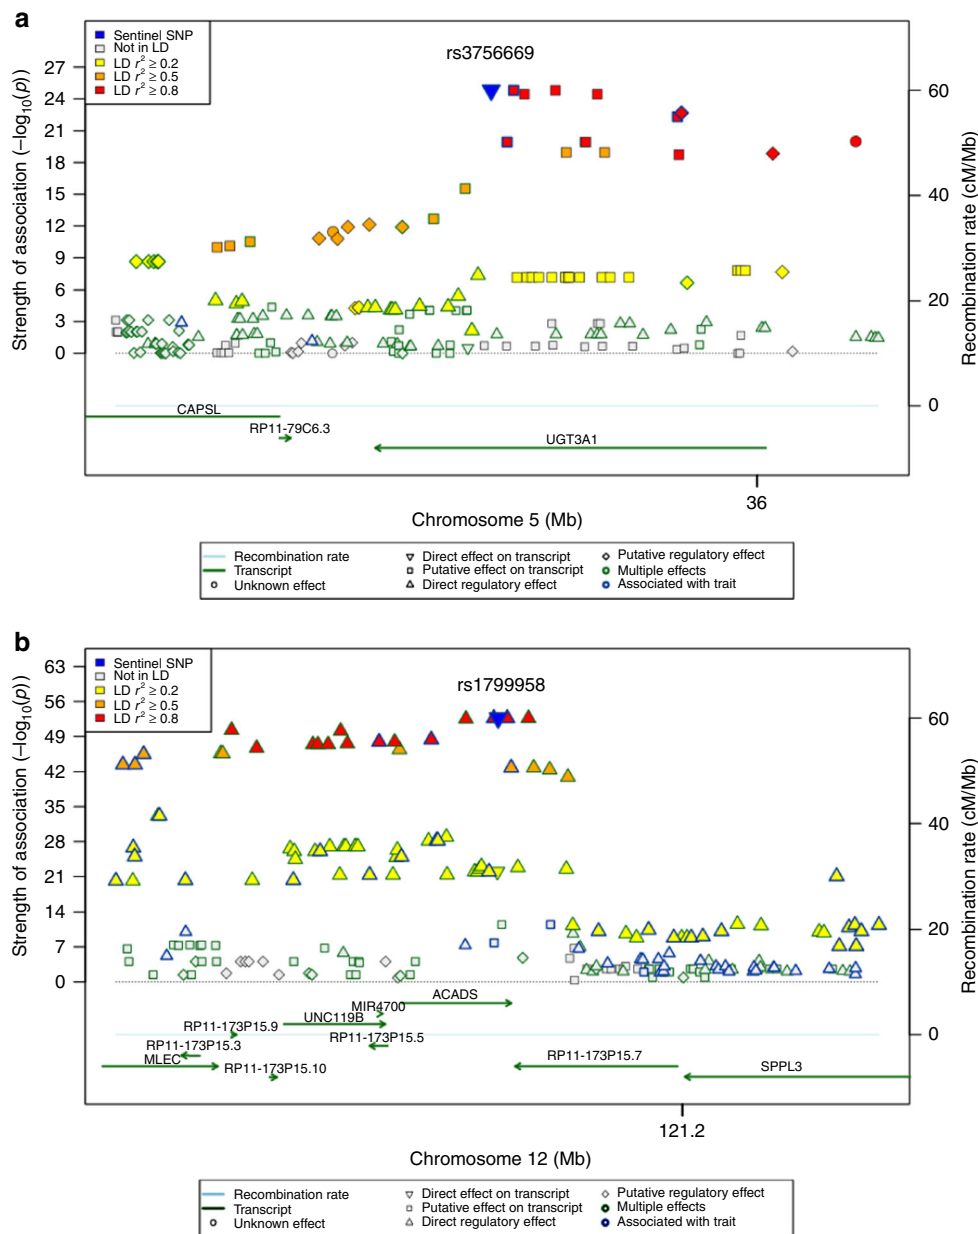 a
Sentinel SNP
Not in LD
LD r² ≥ 0.2
LD r² ≥ 0.5
LD r² ≥ 0.8
rs3756669
27
24
21
18
15
12
9
6
3
0
Strength of association (–log₁₀(p))
60
40
20
0
Recombination rate (cM/Mb)
CAPSL
RP11-79C6.3
UGT3A1
36
Chromosome 5 (Mb)
Recombination rate
Transcript
Unknown effect
Direct effect on transcript
Putative effect on transcript
Direct regulatory effect
Putative regulatory effect
Multiple effects
Associated with trait
b
Sentinel SNP
Not in LD
LD r² ≥ 0.2
LD r² ≥ 0.5
LD r² ≥ 0.8
rs1799958
63
56
49
42
35
28
21
14
7
0
Strength of association (–log₁₀(p))
60
40
20
0
Recombination rate (cM/Mb)
ACADS
MIR4700
UNC119B
RP11-173P15.9
RP11-173P15.5
RP11-173P15.3
MLEC
RP11-173P15.10
RP11-173P15.7
SPPL3
121.2
Chromosome 12 (Mb)
Recombination rate
Transcript
Unknown effect
Direct effect on transcript
Putative effect on transcript
Direct regulatory effect
Putative regulatory effect
Multiple effects
Associated with trait